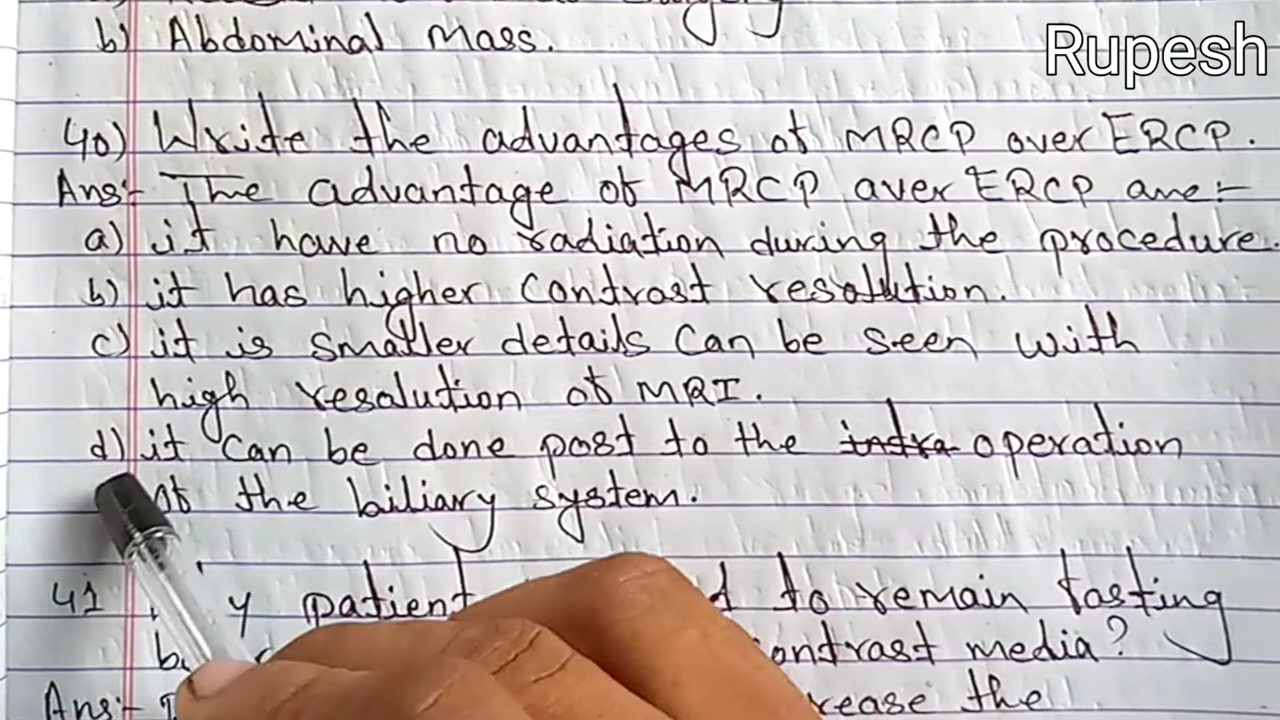 b) Abdominal Mass.
Rupesh
40) Write the advantages of MRCP over ERCP.
Ans:- The advantage of MRCP aver ERCP are:-
a) it have no radiation during the procedure.
b) it has higher Contrast resolution.
c) it is smaller details Can be seen with
high resalution of MRI.
d) it Can be done post to the intra operation
of the biliary system.
41 patient to remain fasting
contrast media?
Ans:- the